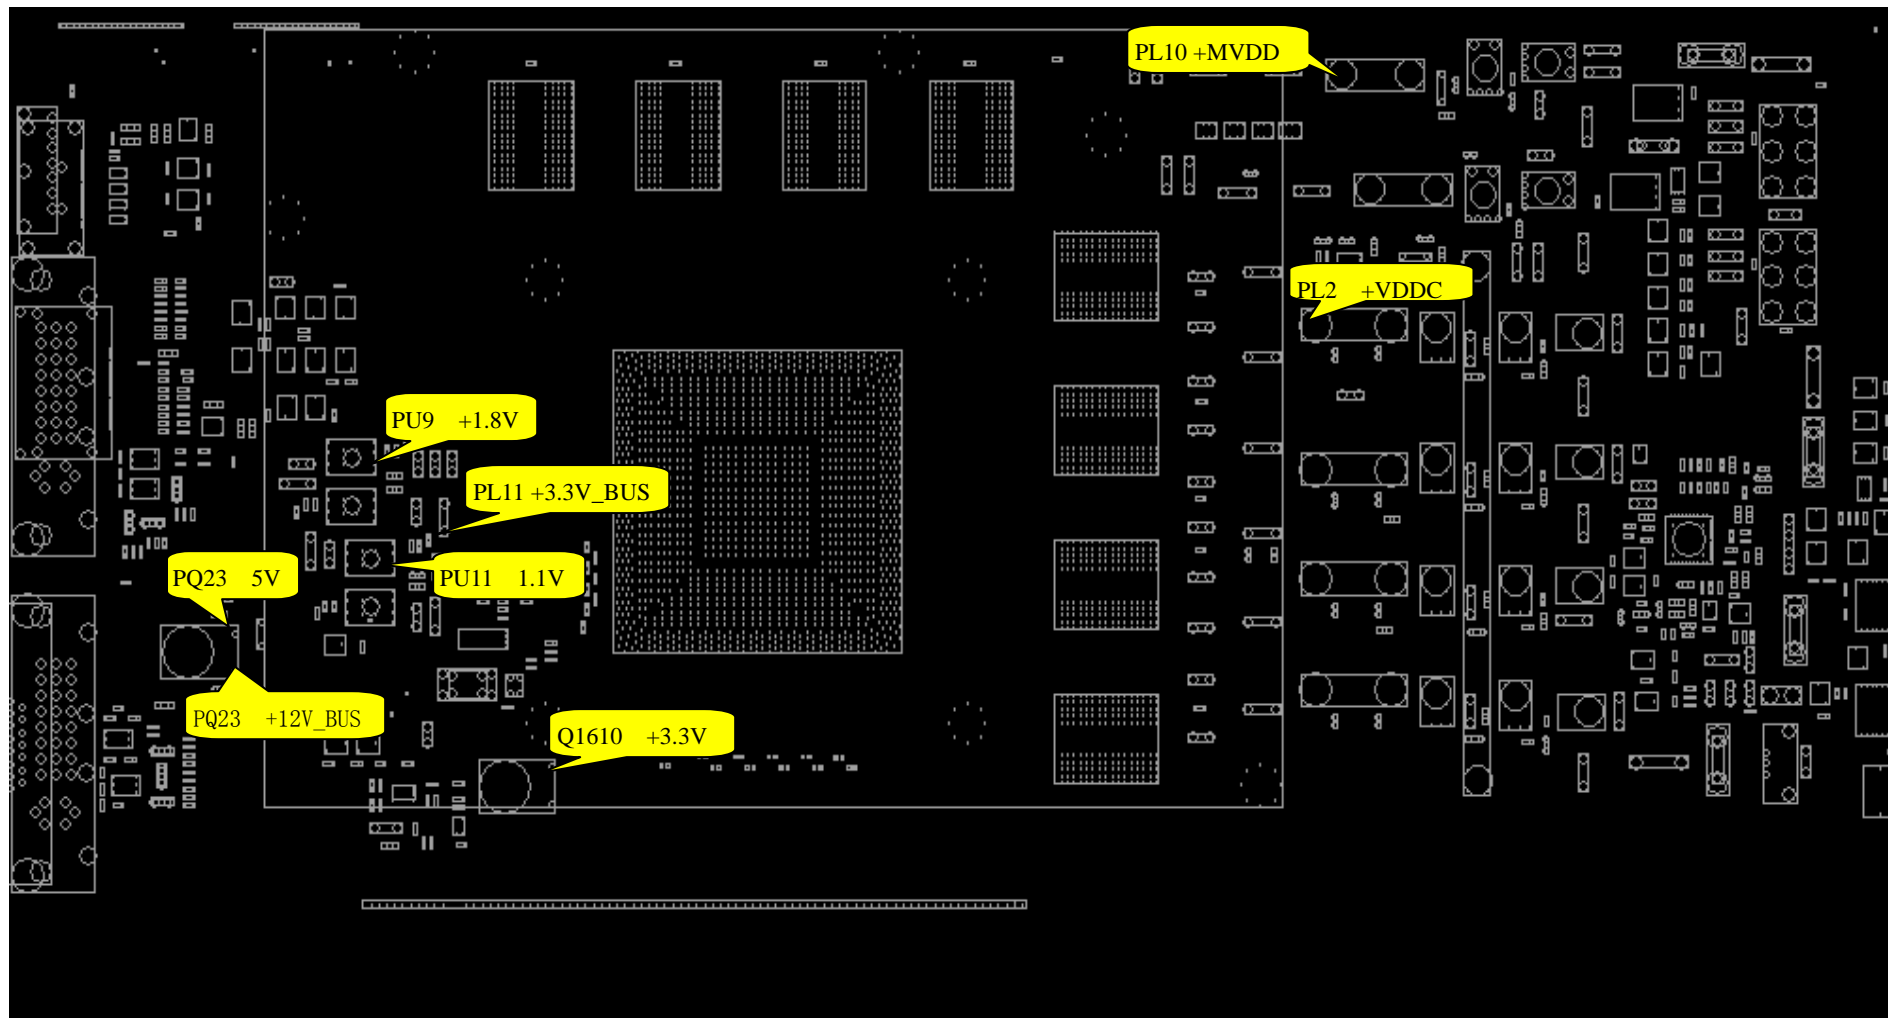 PL10 +MVDD
PL2 +VDDC
PU9 +1.8V
PL11 +3.3V_BUS
PQ23 5V
PU11 1.1V
PQ23 +12V_BUS
Q1610 +3.3V